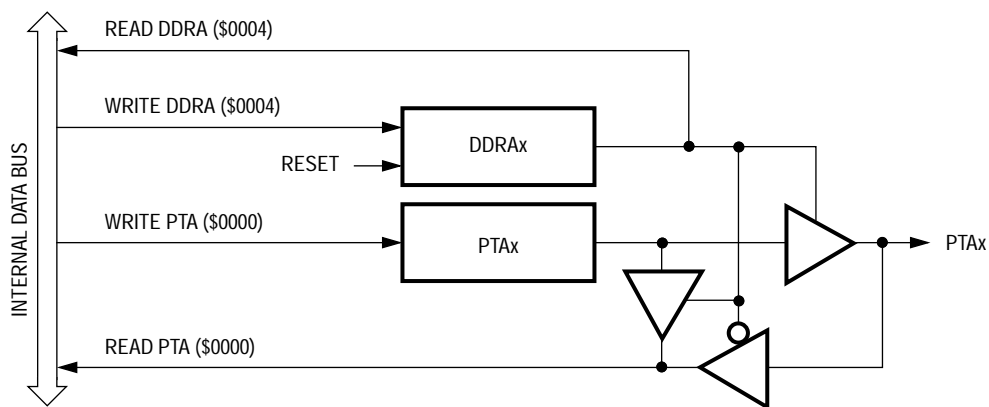 READ DDRA ($0004)
WRITE DDRA ($0004)
DDRAx
RESET
INTERNAL DATA BUS
WRITE PTA ($0000)
PTAx
PTAx
READ PTA ($0000)